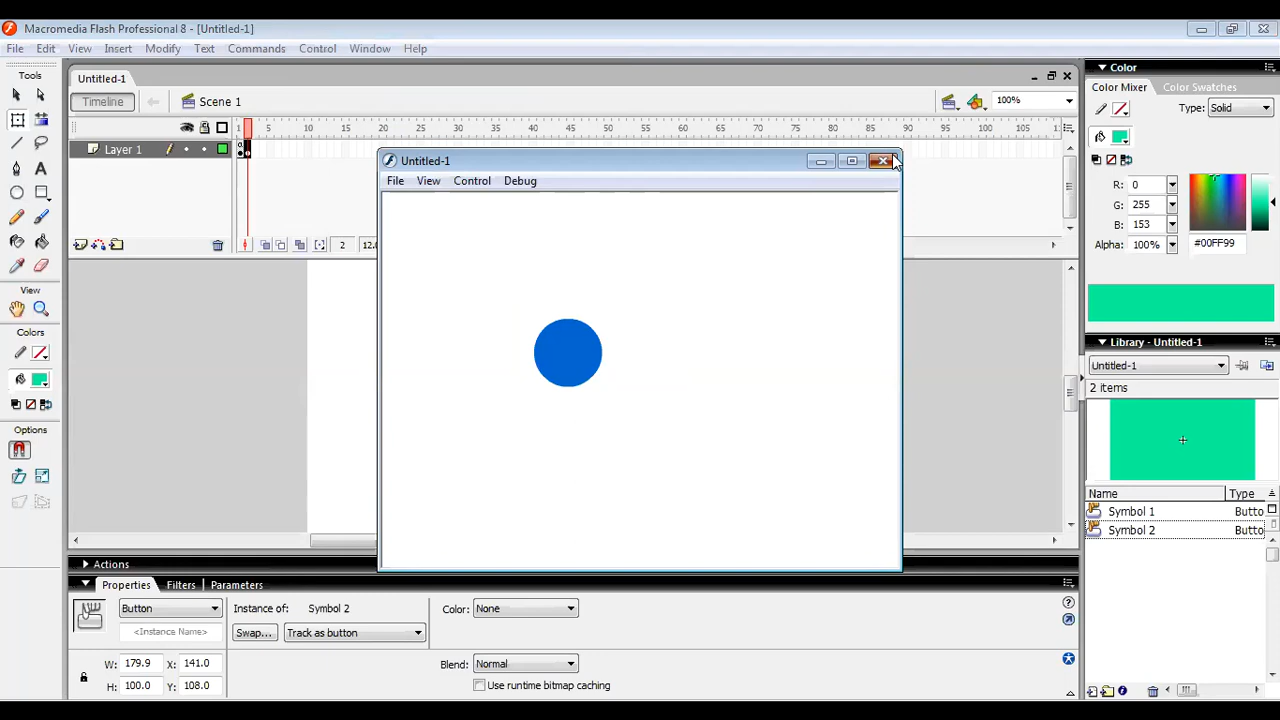 Macromedia Flash Professional 8 - [Untitled-1]
File Edit View Insert Modify Text Commands Control Window Help
Tools
View
Colors
Options
Untitled-1
Timeline
Scene 1
100%
1 5 10 15 20 25 30 35 40 45 50 55 60 65 70 75 80 85 90 95 100 105
Layer 1
2 12.0
Untitled-1
File View Control Debug
Actions
Properties Filters Parameters
Button
<Instance Name>
Instance of: Symbol 2
Swap... Track as button
Color: None
W: 179.9 X: 141.0
H: 100.0 Y: 108.0
Blend: Normal
Use runtime bitmap caching
Color
Color Mixer Color Swatches
Type: Solid
R: 0
G: 255
B: 153
Alpha: 100% #00FF99
Library - Untitled-1
Untitled-1
2 items
Name Type
Symbol 1 Butto
Symbol 2 Butto